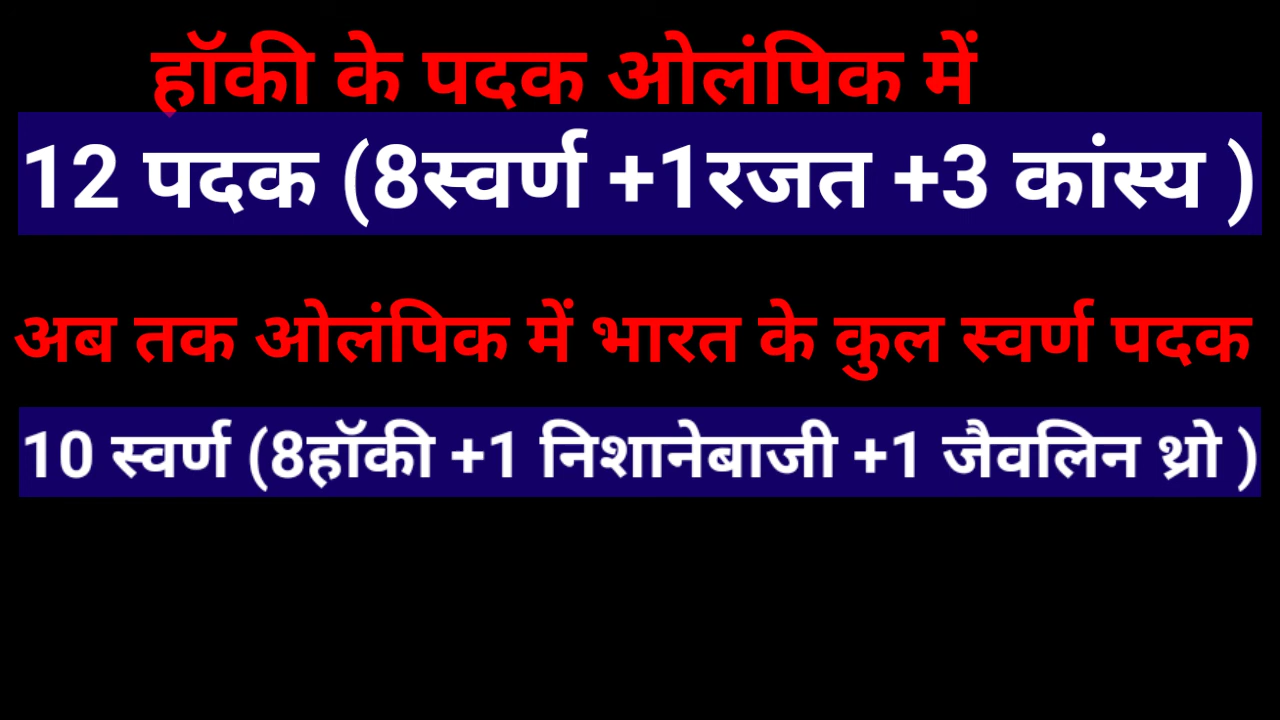 हॉकी के पदक ओलंपिक में
12 पदक (8स्वर्ण +1रजत +3 कांस्य )
अब तक ओलंपिक में भारत के कुल स्वर्ण पदक
10 स्वर्ण (8हॉकी +1 निशानेबाजी +1 जैवलिन थ्रो )